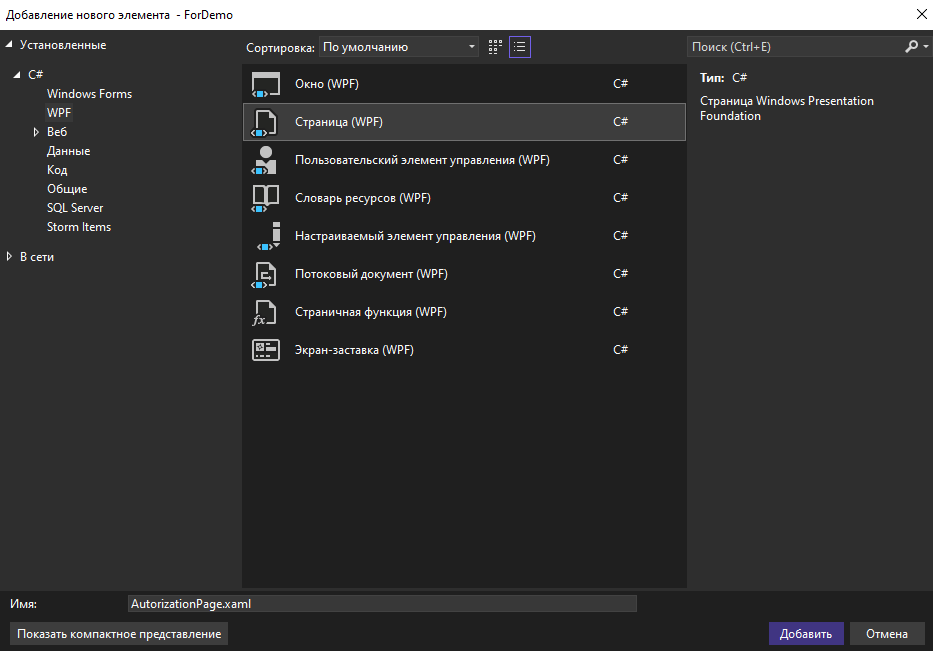 Добавление нового элемента - ForDemo
Установленные
C#
Windows Forms
WPF
Веб
Данные
Код
Общие
SQL Server
Storm Items
В сети
Сортировка: По умолчанию
Окно (WPF) C#
Страница (WPF) C#
Пользовательский элемент управления (WPF) C#
Словарь ресурсов (WPF) C#
Настраиваемый элемент управления (WPF) C#
Потоковый документ (WPF) C#
Страничная функция (WPF) C#
Экран-заставка (WPF) C#
Поиск (Ctrl+E)
Тип: C#
Страница Windows Presentation
Foundation
Имя: AutorizationPage.xaml
Показать компактное представление
Добавить
Отмена